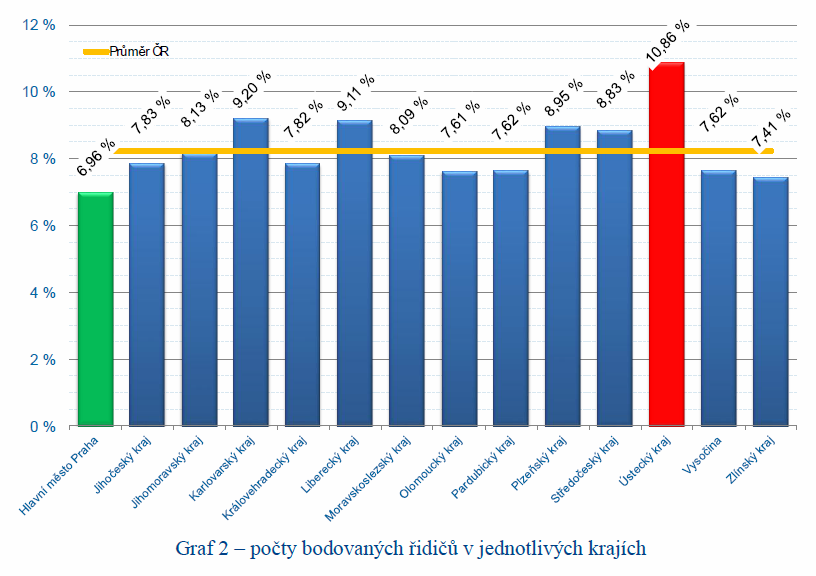 12 %
10 %
8 %
6 %
4 %
2 %
0 %
Průměr ČR
6,96 %
7,83 %
8,13 %
9,20 %
7,82 %
9,11 %
8,09 %
7,61 %
7,62 %
8,95 %
8,83 %
10,86 %
7,62 %
7,41 %
Hlavní město Praha
Jihočeský kraj
Jihomoravský kraj
Karlovarský kraj
Královehradecký kraj
Liberecký kraj
Moravskoslezský kraj
Olomoucký kraj
Pardubický kraj
Plzeňský kraj
Středočeský kraj
Ústecký kraj
Vysočina
Zlínský kraj
Graf 2 – počty bodovaných řidičů v jednotlivých krajích